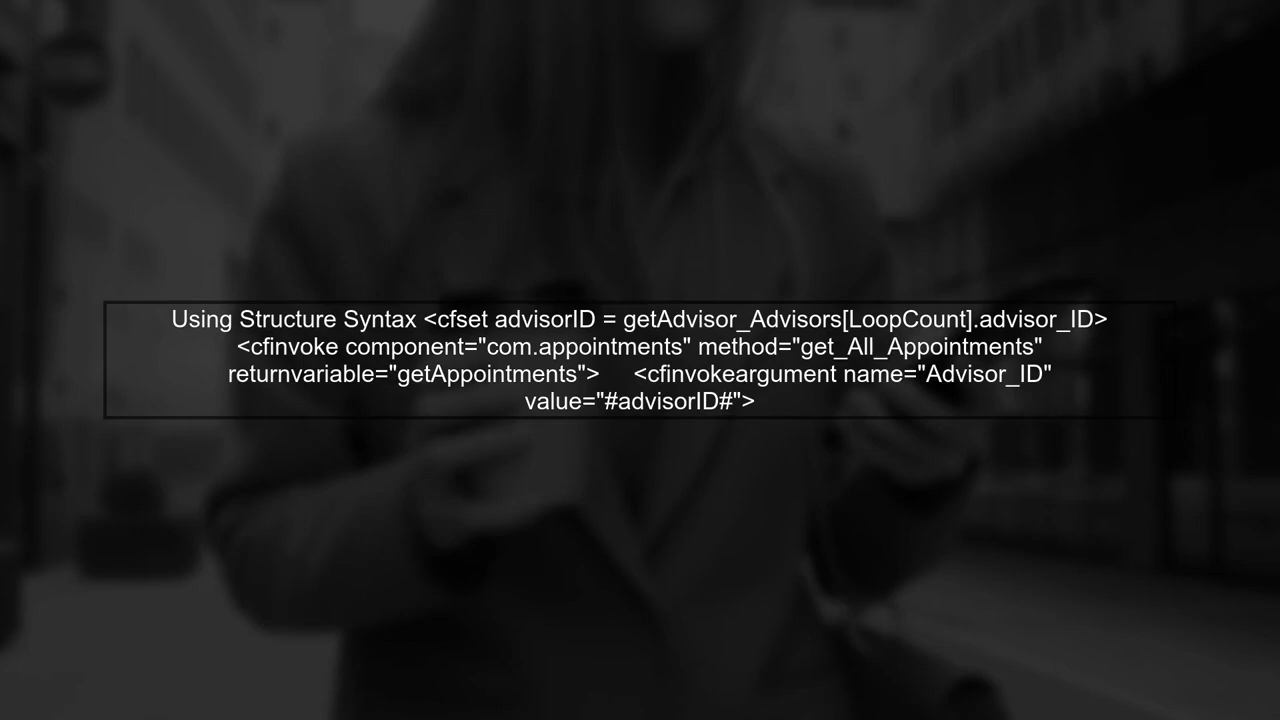 Using Structure Syntax <cfset advisorID = getAdvisor_Advisors[LoopCount].advisor_ID>
<cfinvoke component="com.appointments" method="get_All_Appointments"
returnvariable="getAppointments">     <cfinvokeargument name="Advisor_ID"
value="#advisorID#">